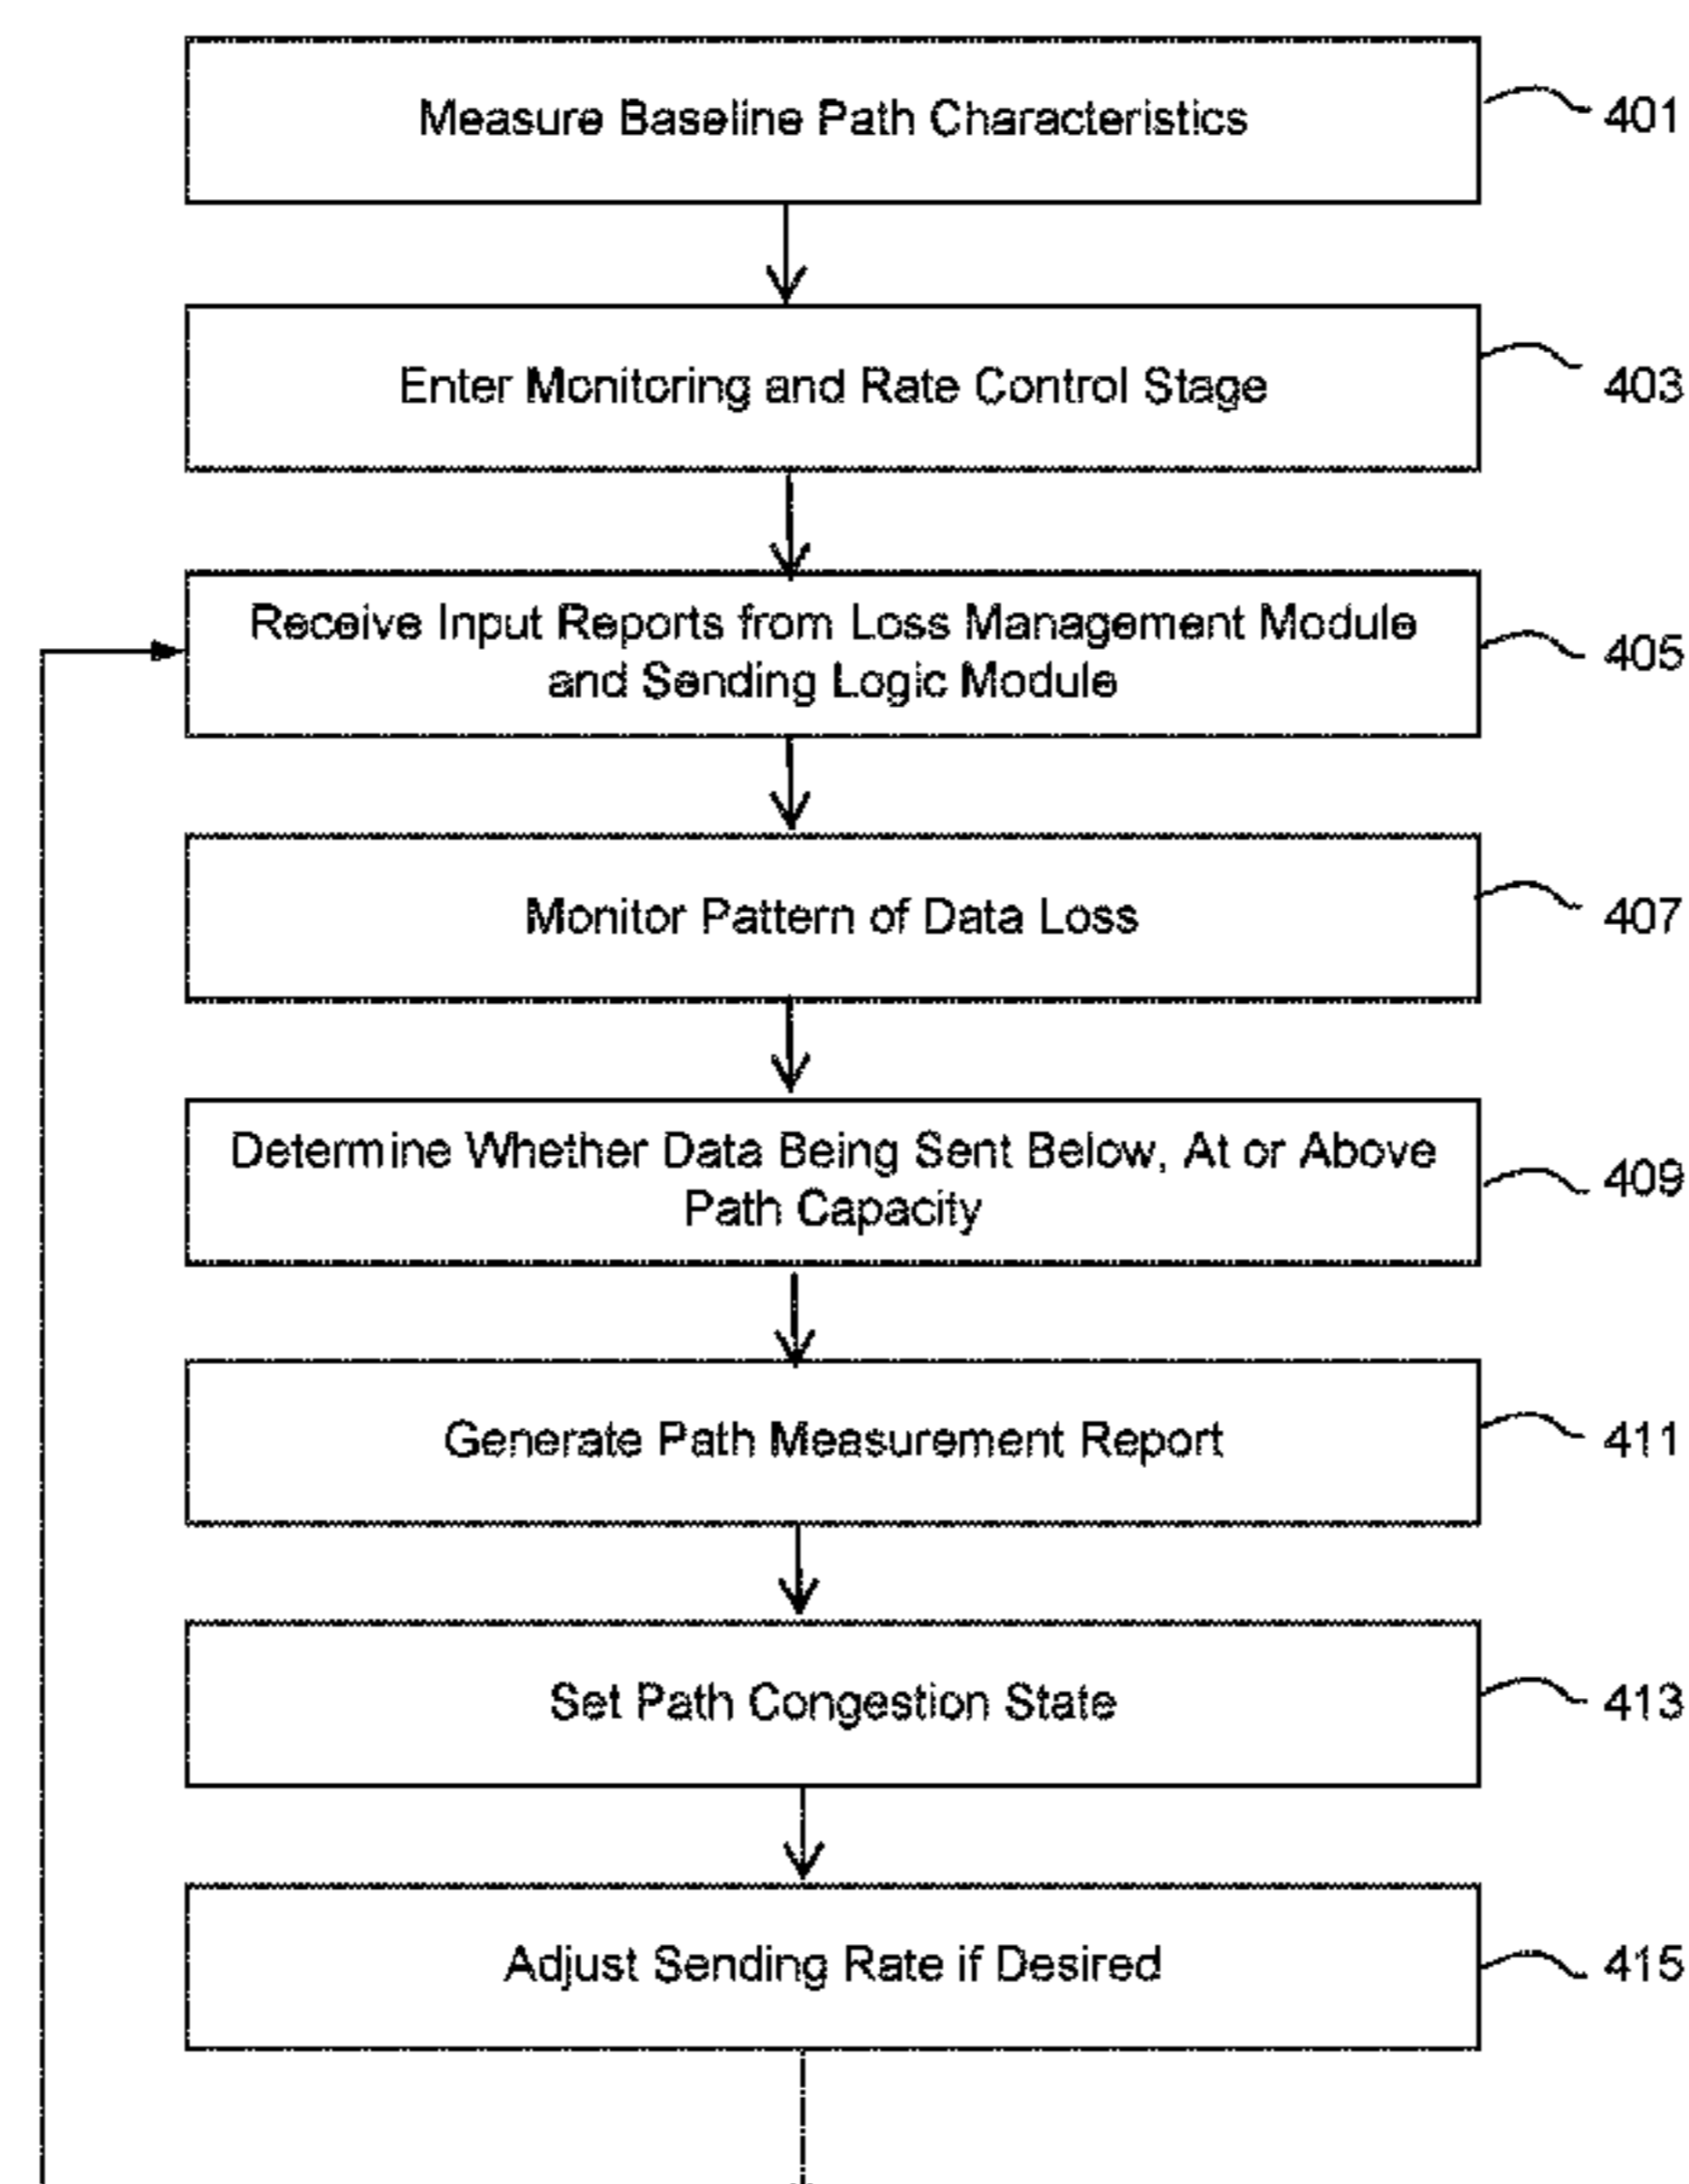 Measure Baseline Path Characteristics
401
Enter Monitoring and Rate Control Stage
403
Receive Input Reports from Loss Management Module
and Sending Logic Module
405
Monitor Pattern of Data Loss
407
Determine Whether Data Being Sent Below, At or Above
Path Capacity
409
Generate Path Measurement Report
411
Set Path Congestion State
413
Adjust Sending Rate if Desired
415